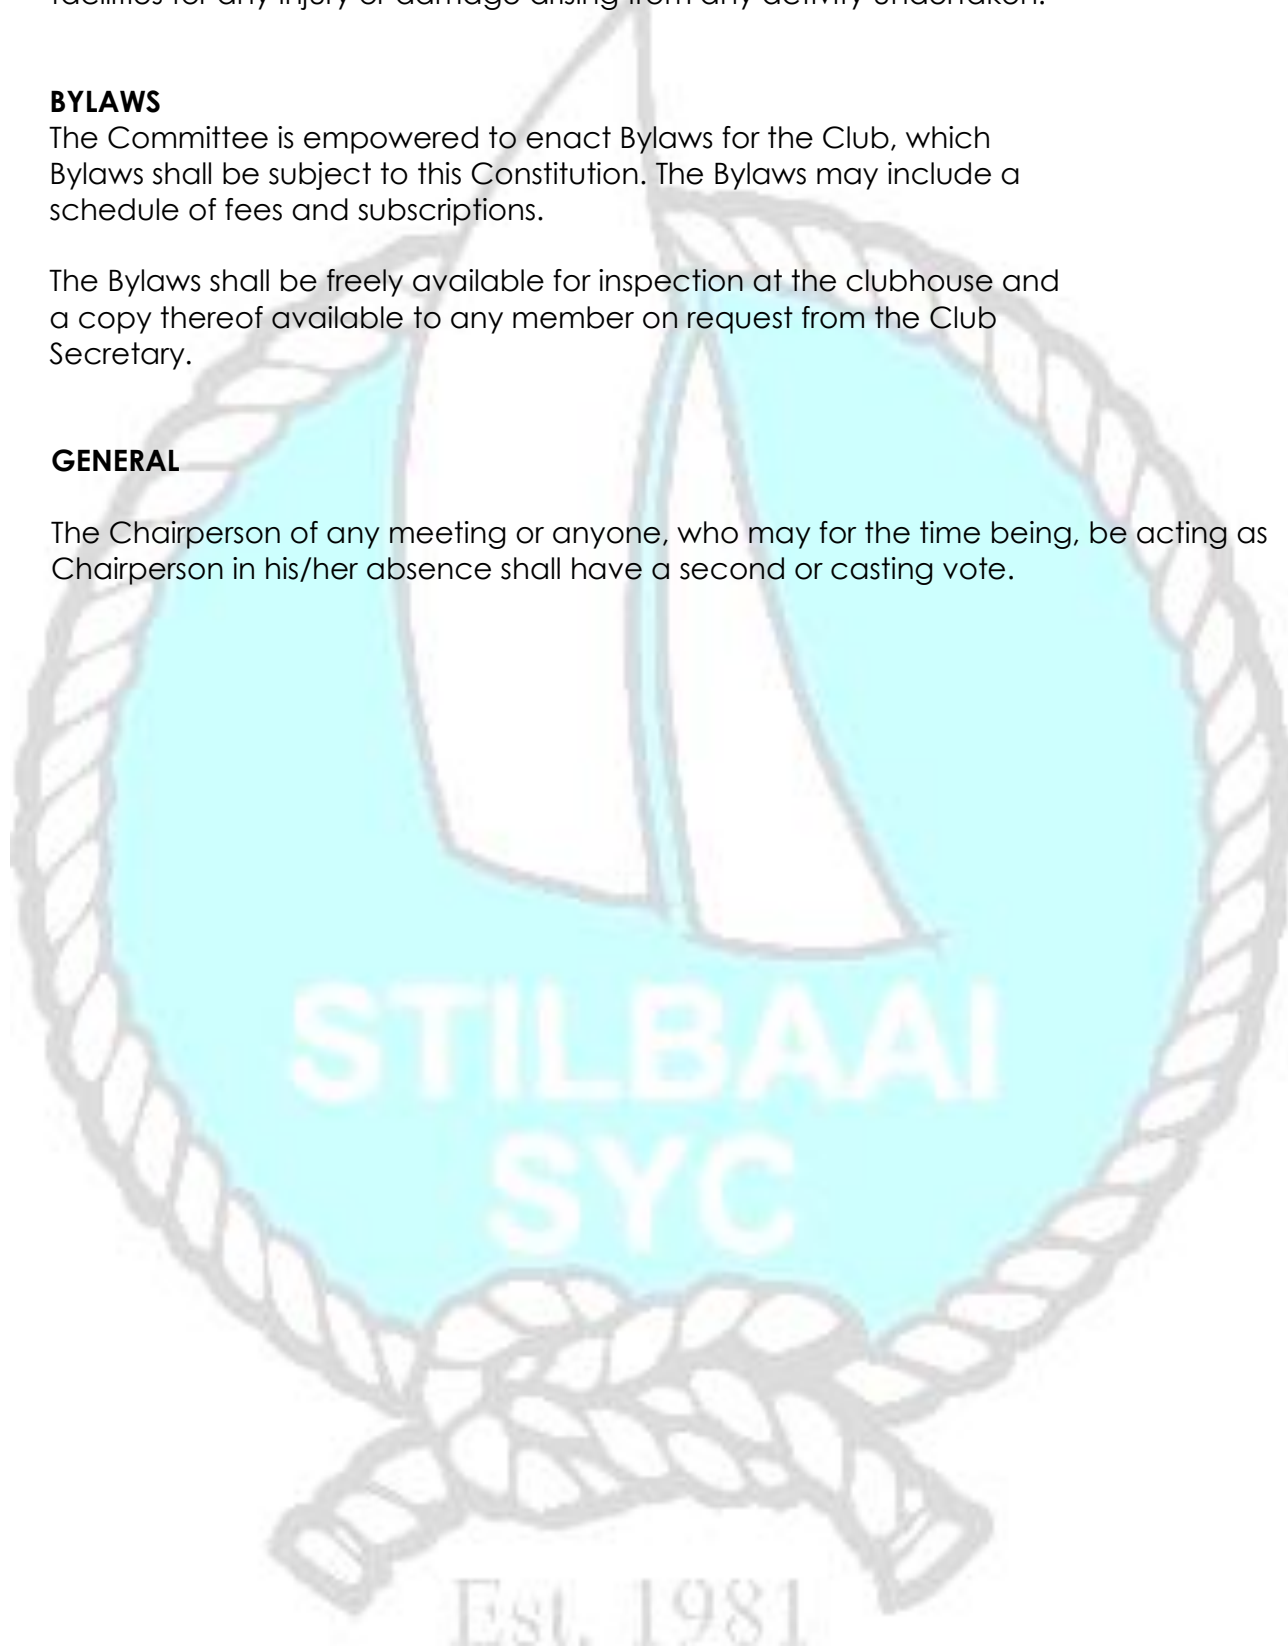 facilities for any injury or damage arising from any activity undertaken.
BYLAWS
The Committee is empowered to enact Bylaws for the Club, which
Bylaws shall be subject to this Constitution. The Bylaws may include a
schedule of fees and subscriptions.
The Bylaws shall be freely available for inspection at the clubhouse and
a copy thereof available to any member on request from the Club
Secretary.
GENERAL
The Chairperson of any meeting or anyone, who may for the time being, be acting as
Chairperson in his/her absence shall have a second or casting vote.
STILBAAI
SYC
Est. 1981